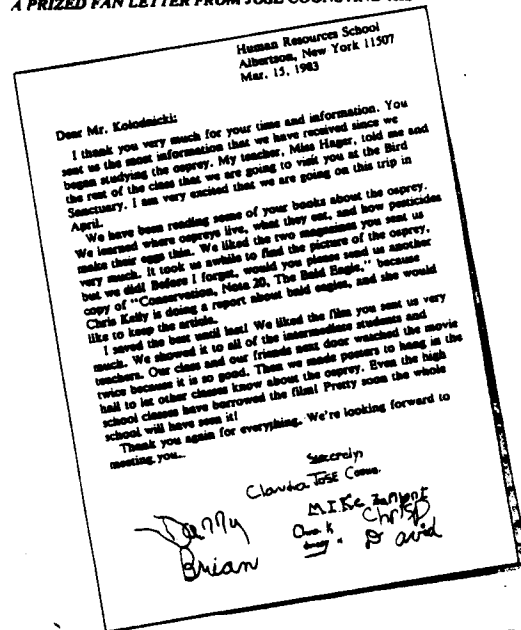 A PRIZED FAN LETTER FROM JOSE
Human Resources School
Albertson, New York 11507
Mar. 15, 1983
Dear Mr. Kolodnicki:
I thank you very much for your time and information. You
sent us the most information that we have received since we
began studying the osprey. My teacher, Miss Hager, told me and
the rest of the class that we are going to visit you at the Bird
Sanctuary. I am very excited that we are going on this trip in
April.
We have been reading some of your books about the osprey.
We learned where ospreys live, what they eat, and how pesticides
make their eggs thin. We liked the two magazines you sent us
very much. It took us awhile to find the picture of the osprey,
but we did! Before I forget, would you please send us another
copy of "Conservation, Note 20, The Bald Eagle," because
Chris Kelly is doing a report about bald eagles, and she would
like to keep the article.
I saved the best until last! We liked the film you sent us very
much. We showed it to all of the intermediate students and
teachers. Our class and our friends next door watched the movie
twice because it is so good. Then we made posters to hang in the
hall to let other classes know about the osprey. Even the high
school classes have borrowed the film! Pretty soon the whole
school will have seen it!
Thank you again for everything. We're looking forward to
meeting you.
Sincerely
Claudia JOSE
MIKE
Danny Chris K ChrisD
Brian David